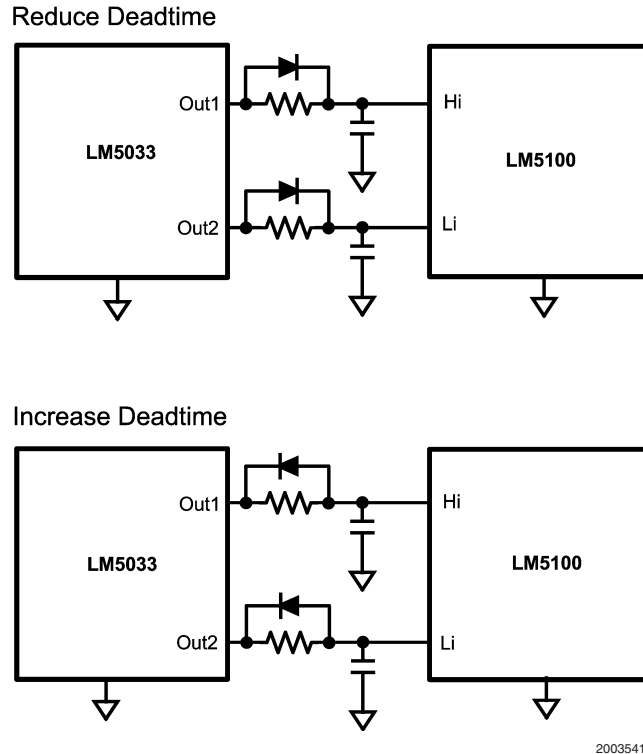 Reduce Deadtime
Out1
Hi
LM5033
LM5100
Out2
Li
Increase Deadtime
Out1
Hi
LM5033
LM5100
Out2
Li
2003541